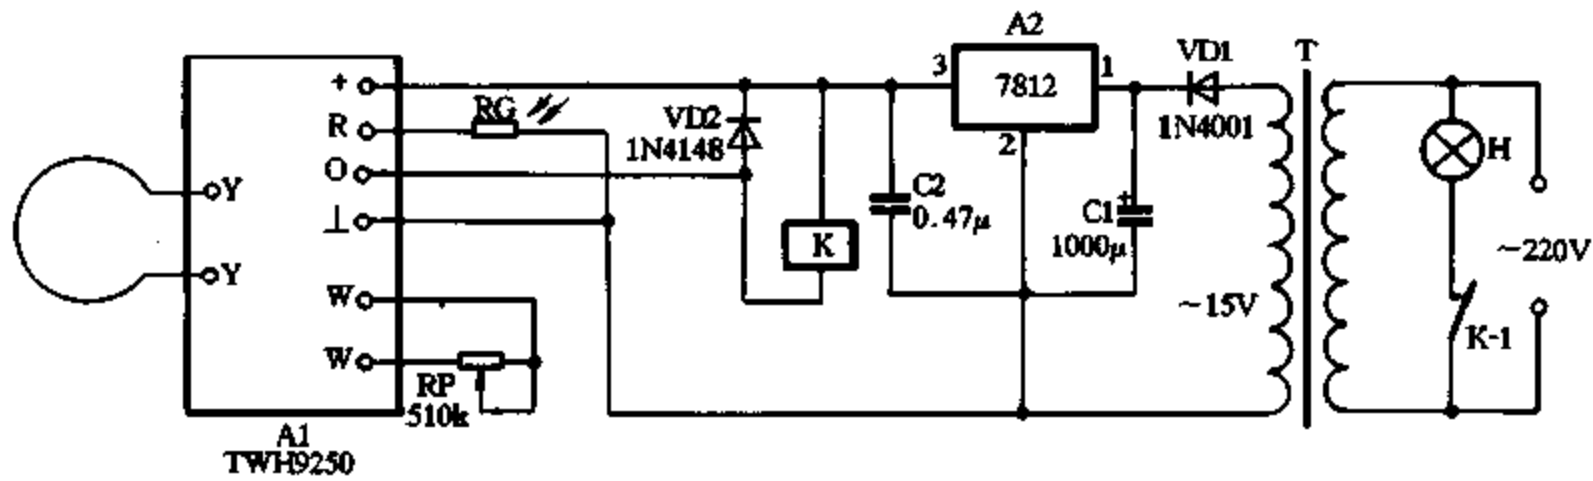 A2
VD1
T
3
7812
1
2
1N4001
+
R
O
⊥
Y
Y
W
W
RG
VD2
1N4148
K
C2
0.47μ
C1
+
1000μ
~15V
H
~220V
K-1
RP
510k
A1
TWH9250